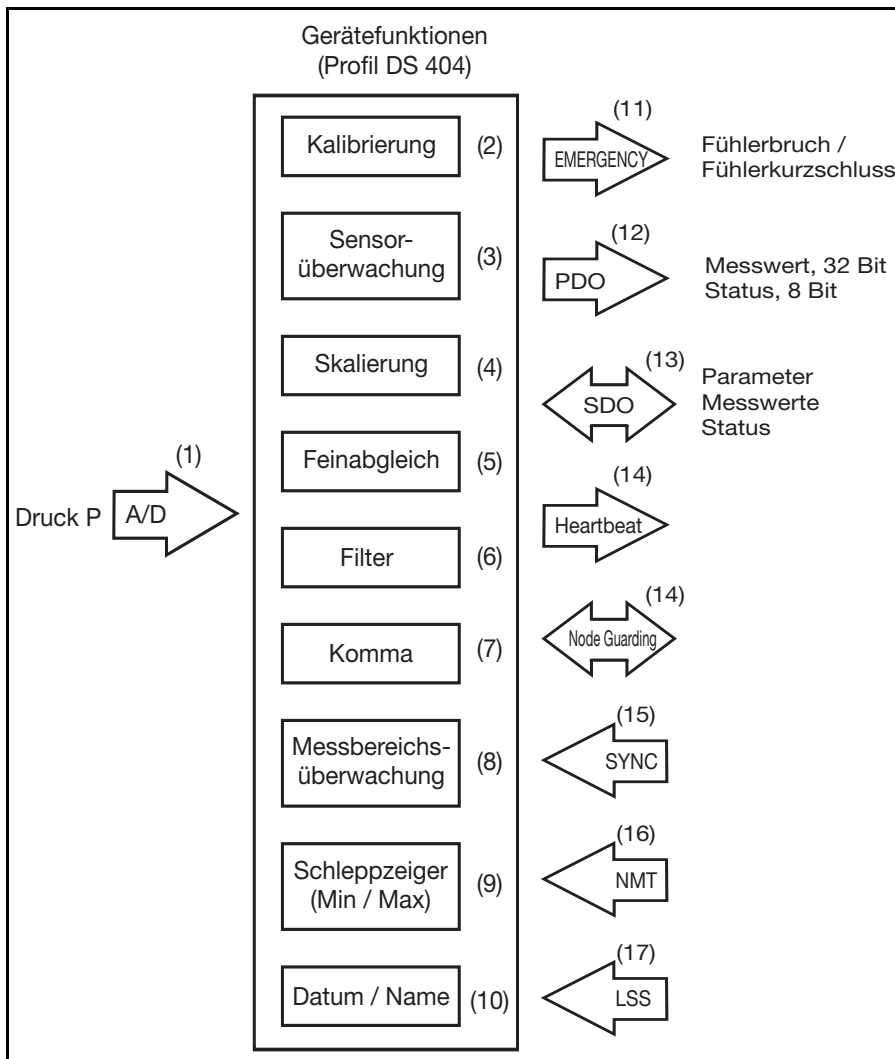 Gerätefunktionen
(Profil DS 404)
Kalibrierung (2)
Sensor-
überwachung (3)
Skalierung (4)
Feinabgleich (5)
Filter (6)
Komma (7)
Messbereichs-
überwachung (8)
Schleppzeiger
(Min / Max) (9)
Datum / Name (10)
(1)
Druck P A/D
(11)
EMERGENCY
Fühlerbruch /
Fühlerkurzschluss
(12)
PDO
Messwert, 32 Bit
Status, 8 Bit
(13)
SDO
Parameter
Messwerte
Status
(14)
Heartbeat
(14)
Node Guarding
(15)
SYNC
(16)
NMT
(17)
LSS